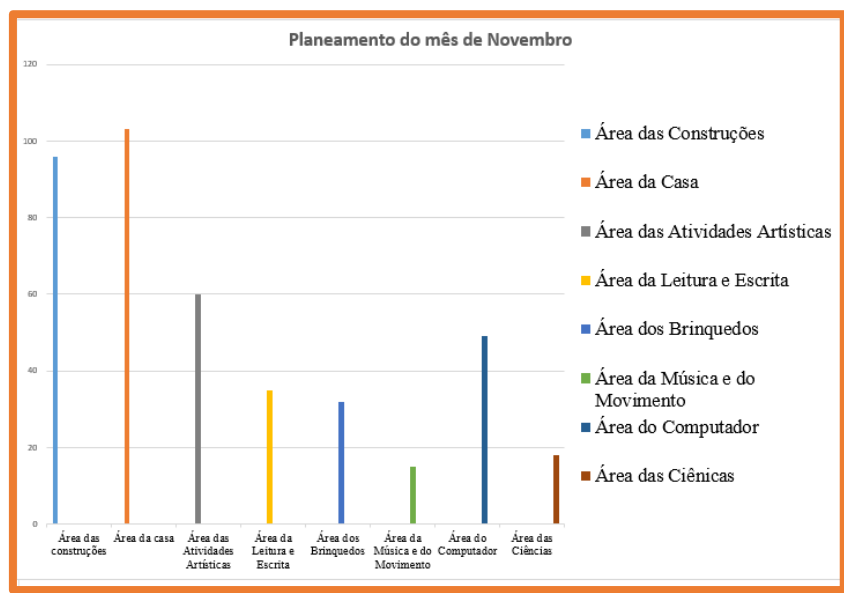 Planeamento do mês de Novembro
120
100
80
60
40
20
0
Área das
construções
Área da casa
Área das
Atividades
Artísticas
Área da
Leitura e
Escrita
Área dos
Brinquedos
Área da
Música e do
Movimento
Área do
Computador
Área das
Ciências
Área das Construções
Área da Casa
Área das Atividades Artísticas
Área da Leitura e Escrita
Área dos Brinquedos
Área da Música e do
Movimento
Área do Computador
Área das Ciênicas